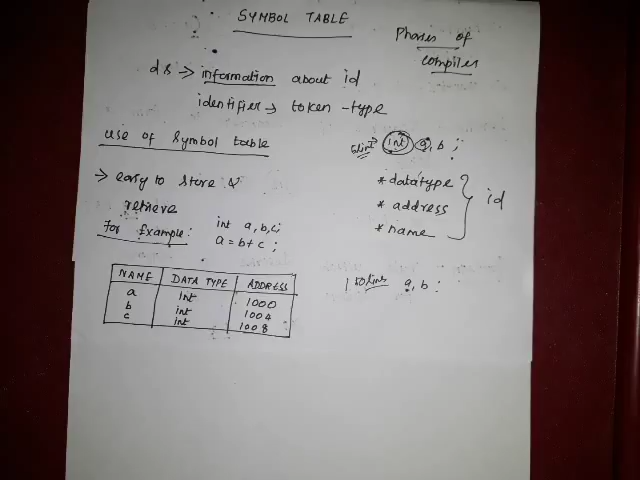 SYMBOL TABLE
Phases of
compiler
ds → information about id
identifier → token - type
use of Symbol table
int a, b ;
→ easy to store &
retrieve
* datatype
* address
* name
id
for Example:
int a, b, c;
a = b + c ;
NAME DATA TYPE ADDRESS
a int 1000
b int 1004
c int 1008
a, b ;